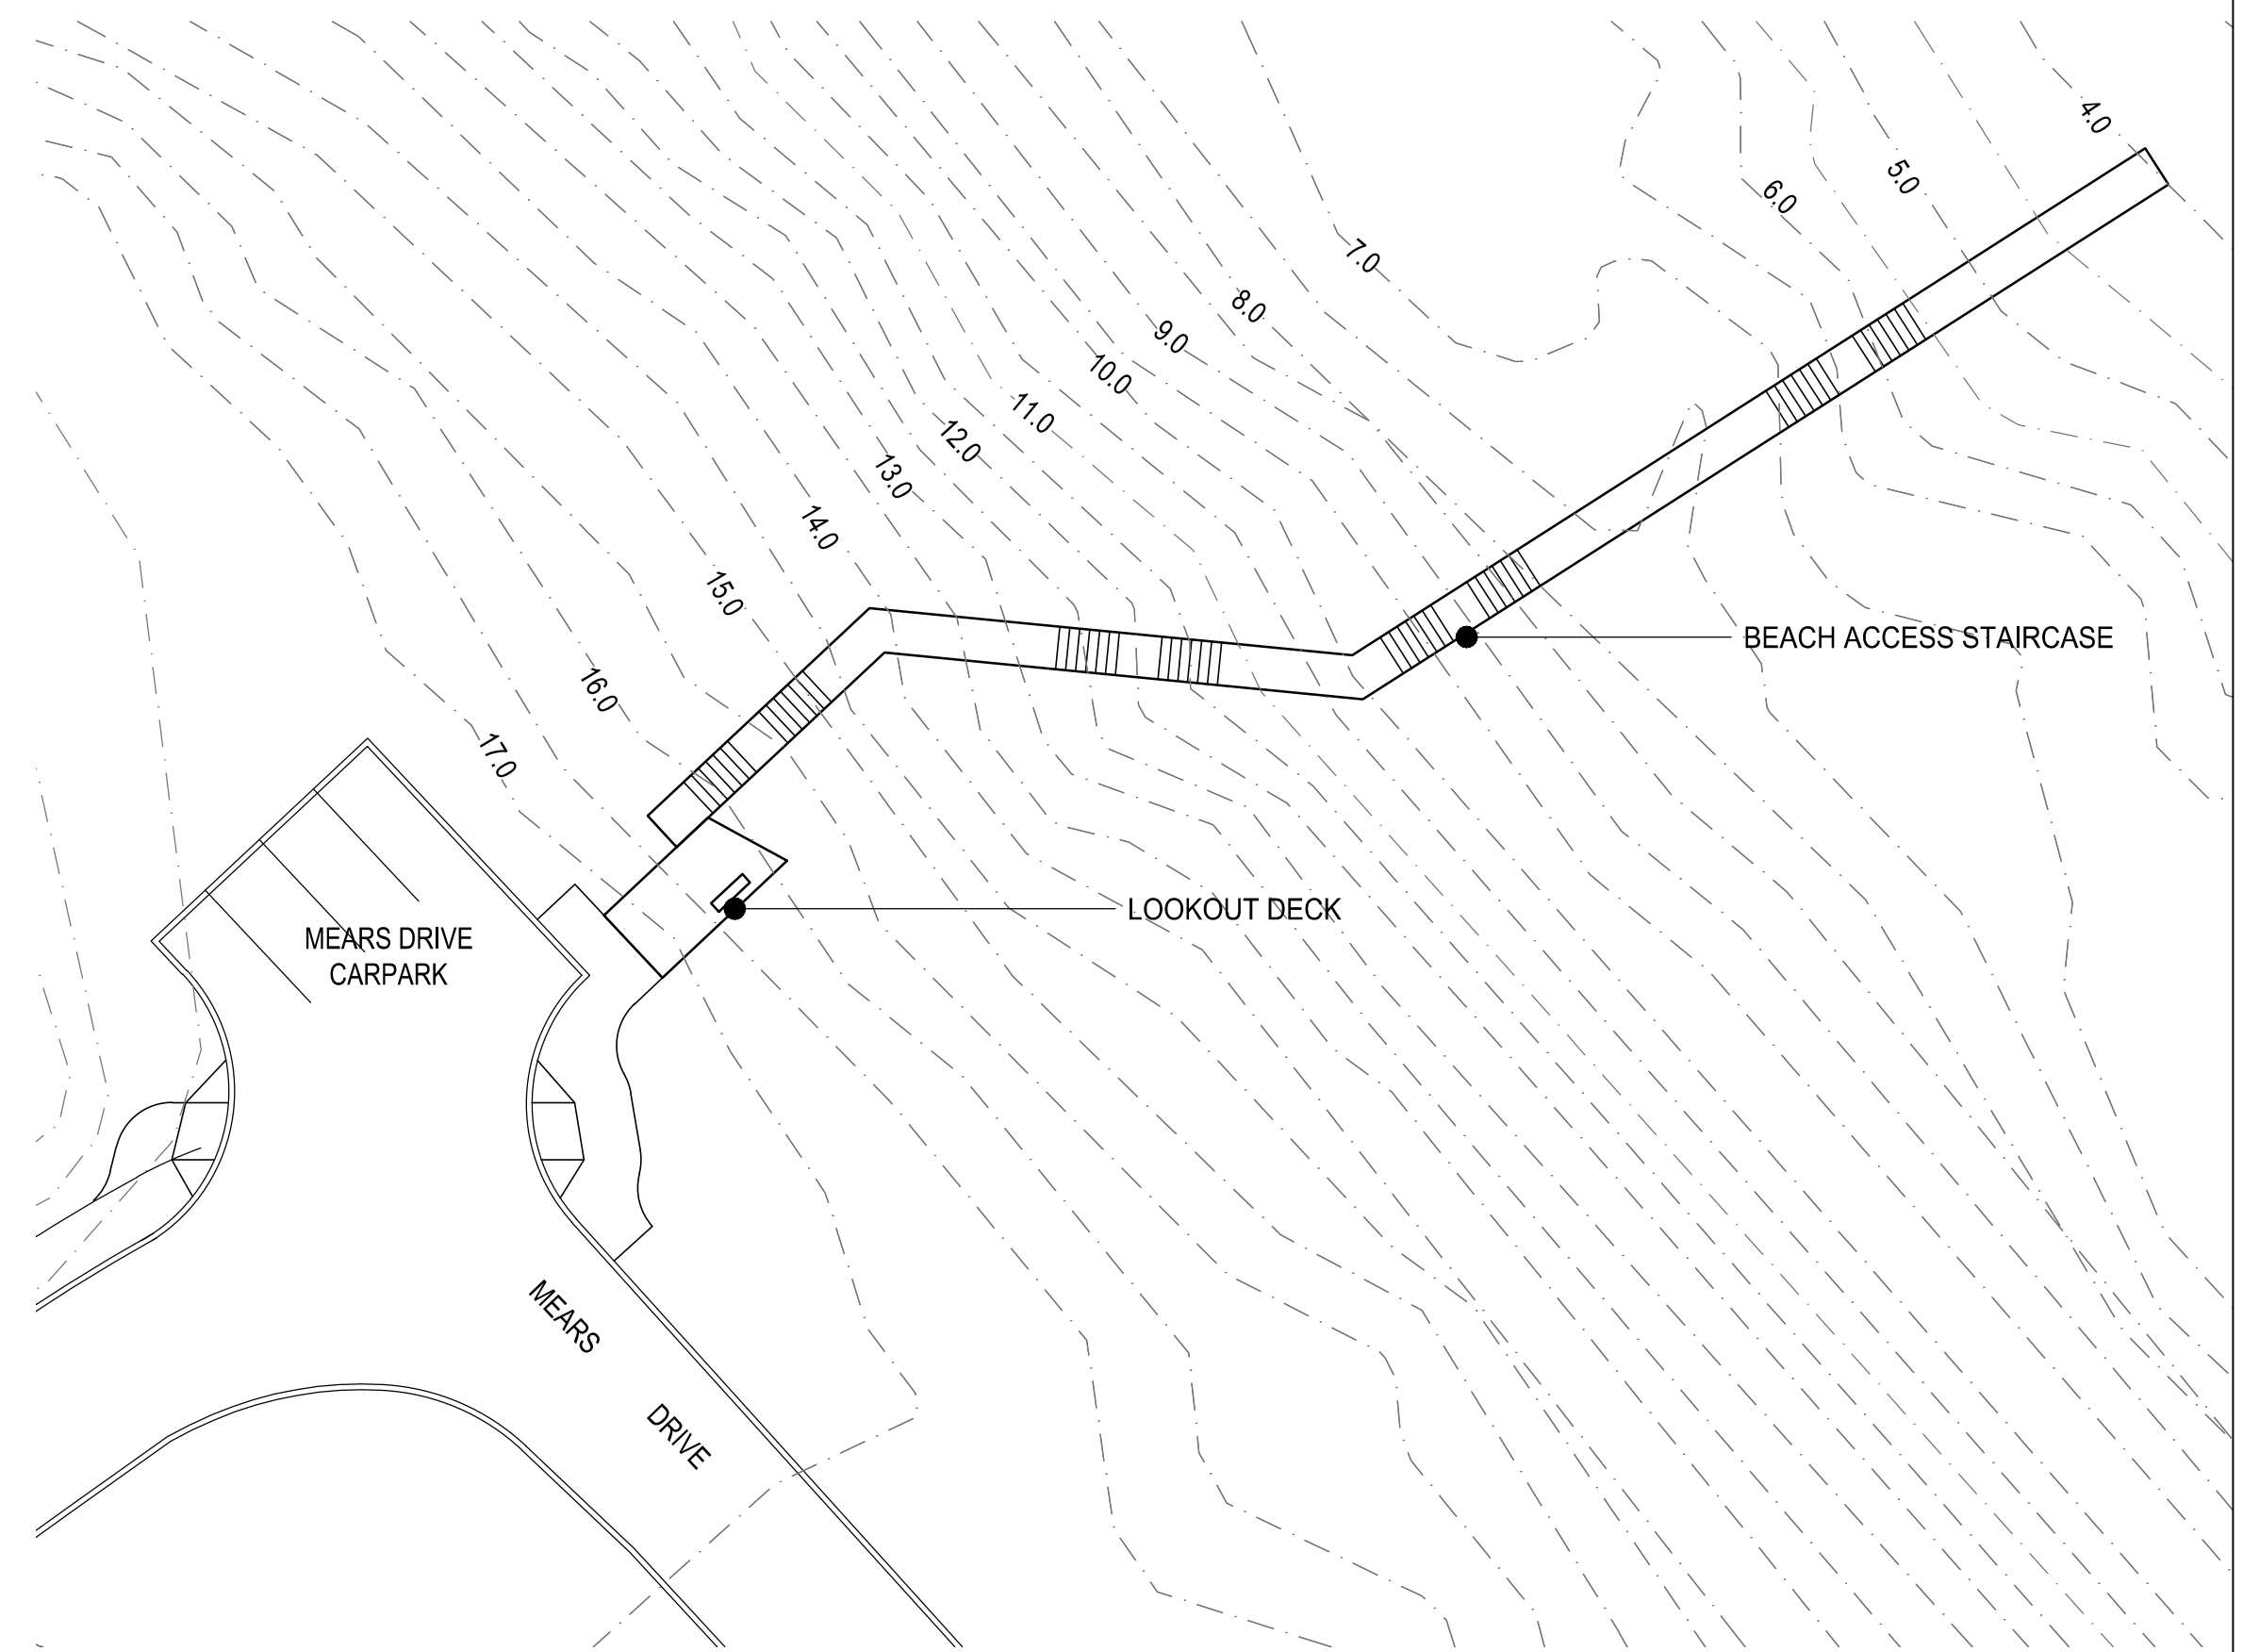 4.0
5.0
6.0
7.0
8.0
9.0
10.0
11.0
12.0
13.0
14.0
15.0
16.0
17.0
BEACH ACCESS STAIRCASE
LOOKOUT DECK
MEARS DRIVE
CARPARK
MEARS
DRIVE